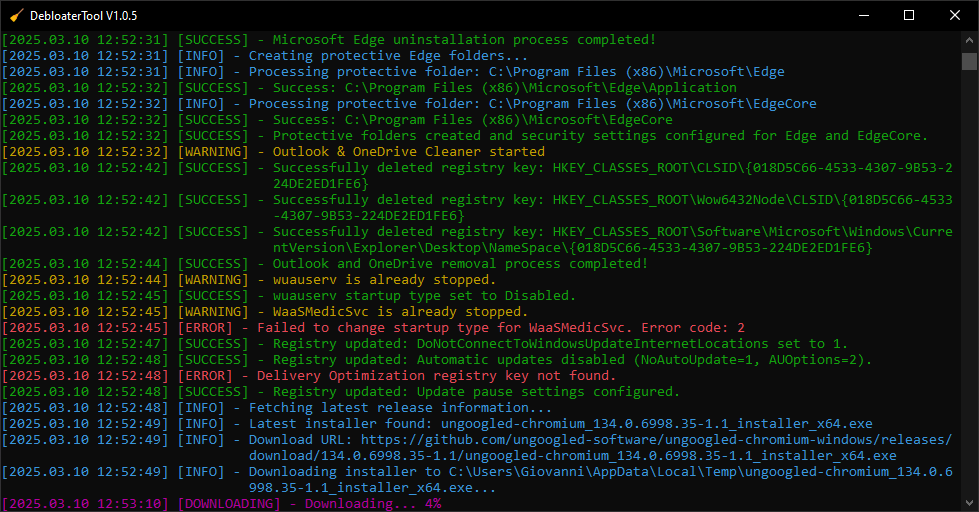 DebloaterTool V1.0.5
[2025.03.10 12:52:31] [SUCCESS] - Microsoft Edge uninstallation process completed!
[2025.03.10 12:52:31] [INFO] - Creating protective Edge folders...
[2025.03.10 12:52:31] [INFO] - Processing protective folder: C:\Program Files (x86)\Microsoft\Edge
[2025.03.10 12:52:32] [SUCCESS] - Success: C:\Program Files (x86)\Microsoft\Edge\Application
[2025.03.10 12:52:32] [INFO] - Processing protective folder: C:\Program Files (x86)\Microsoft\EdgeCore
[2025.03.10 12:52:32] [SUCCESS] - Success: C:\Program Files (x86)\Microsoft\EdgeCore
[2025.03.10 12:52:32] [SUCCESS] - Protective folders created and security settings configured for Edge and EdgeCore.
[2025.03.10 12:52:32] [WARNING] - Outlook & OneDrive Cleaner started
[2025.03.10 12:52:42] [SUCCESS] - Successfully deleted registry key: HKEY_CLASSES_ROOT\CLSID\{018D5C66-4533-4307-9B53-2
24DE2ED1FE6}
[2025.03.10 12:52:42] [SUCCESS] - Successfully deleted registry key: HKEY_CLASSES_ROOT\Wow6432Node\CLSID\{018D5C66-4533
-4307-9B53-224DE2ED1FE6}
[2025.03.10 12:52:42] [SUCCESS] - Successfully deleted registry key: HKEY_CLASSES_ROOT\Software\Microsoft\Windows\Curre
ntVersion\Explorer\Desktop\NameSpace\{018D5C66-4533-4307-9B53-224DE2ED1FE6}
[2025.03.10 12:52:44] [SUCCESS] - Outlook and OneDrive removal process completed!
[2025.03.10 12:52:44] [WARNING] - wuauserv is already stopped.
[2025.03.10 12:52:45] [SUCCESS] - wuauserv startup type set to Disabled.
[2025.03.10 12:52:45] [WARNING] - WaaSMedicSvc is already stopped.
[2025.03.10 12:52:45] [ERROR] - Failed to change startup type for WaaSMedicSvc. Error code: 2
[2025.03.10 12:52:47] [SUCCESS] - Registry updated: DoNotConnectToWindowsUpdateInternetLocations set to 1.
[2025.03.10 12:52:48] [SUCCESS] - Registry updated: Automatic updates disabled (NoAutoUpdate=1, AUOptions=2).
[2025.03.10 12:52:48] [ERROR] - Delivery Optimization registry key not found.
[2025.03.10 12:52:48] [SUCCESS] - Registry updated: Update pause settings configured.
[2025.03.10 12:52:48] [INFO] - Fetching latest release information...
[2025.03.10 12:52:49] [INFO] - Latest installer found: ungoogled-chromium_134.0.6998.35-1.1_installer_x64.exe
[2025.03.10 12:52:49] [INFO] - Download URL: https://github.com/ungoogled-software/ungoogled-chromium-windows/releases/
download/134.0.6998.35-1.1/ungoogled-chromium_134.0.6998.35-1.1_installer_x64.exe
[2025.03.10 12:52:49] [INFO] - Downloading installer to C:\Users\Giovanni\AppData\Local\Temp\ungoogled-chromium_134.0.6
998.35-1.1_installer_x64.exe...
[2025.03.10 12:53:10] [DOWNLOADING] - Downloading... 4%